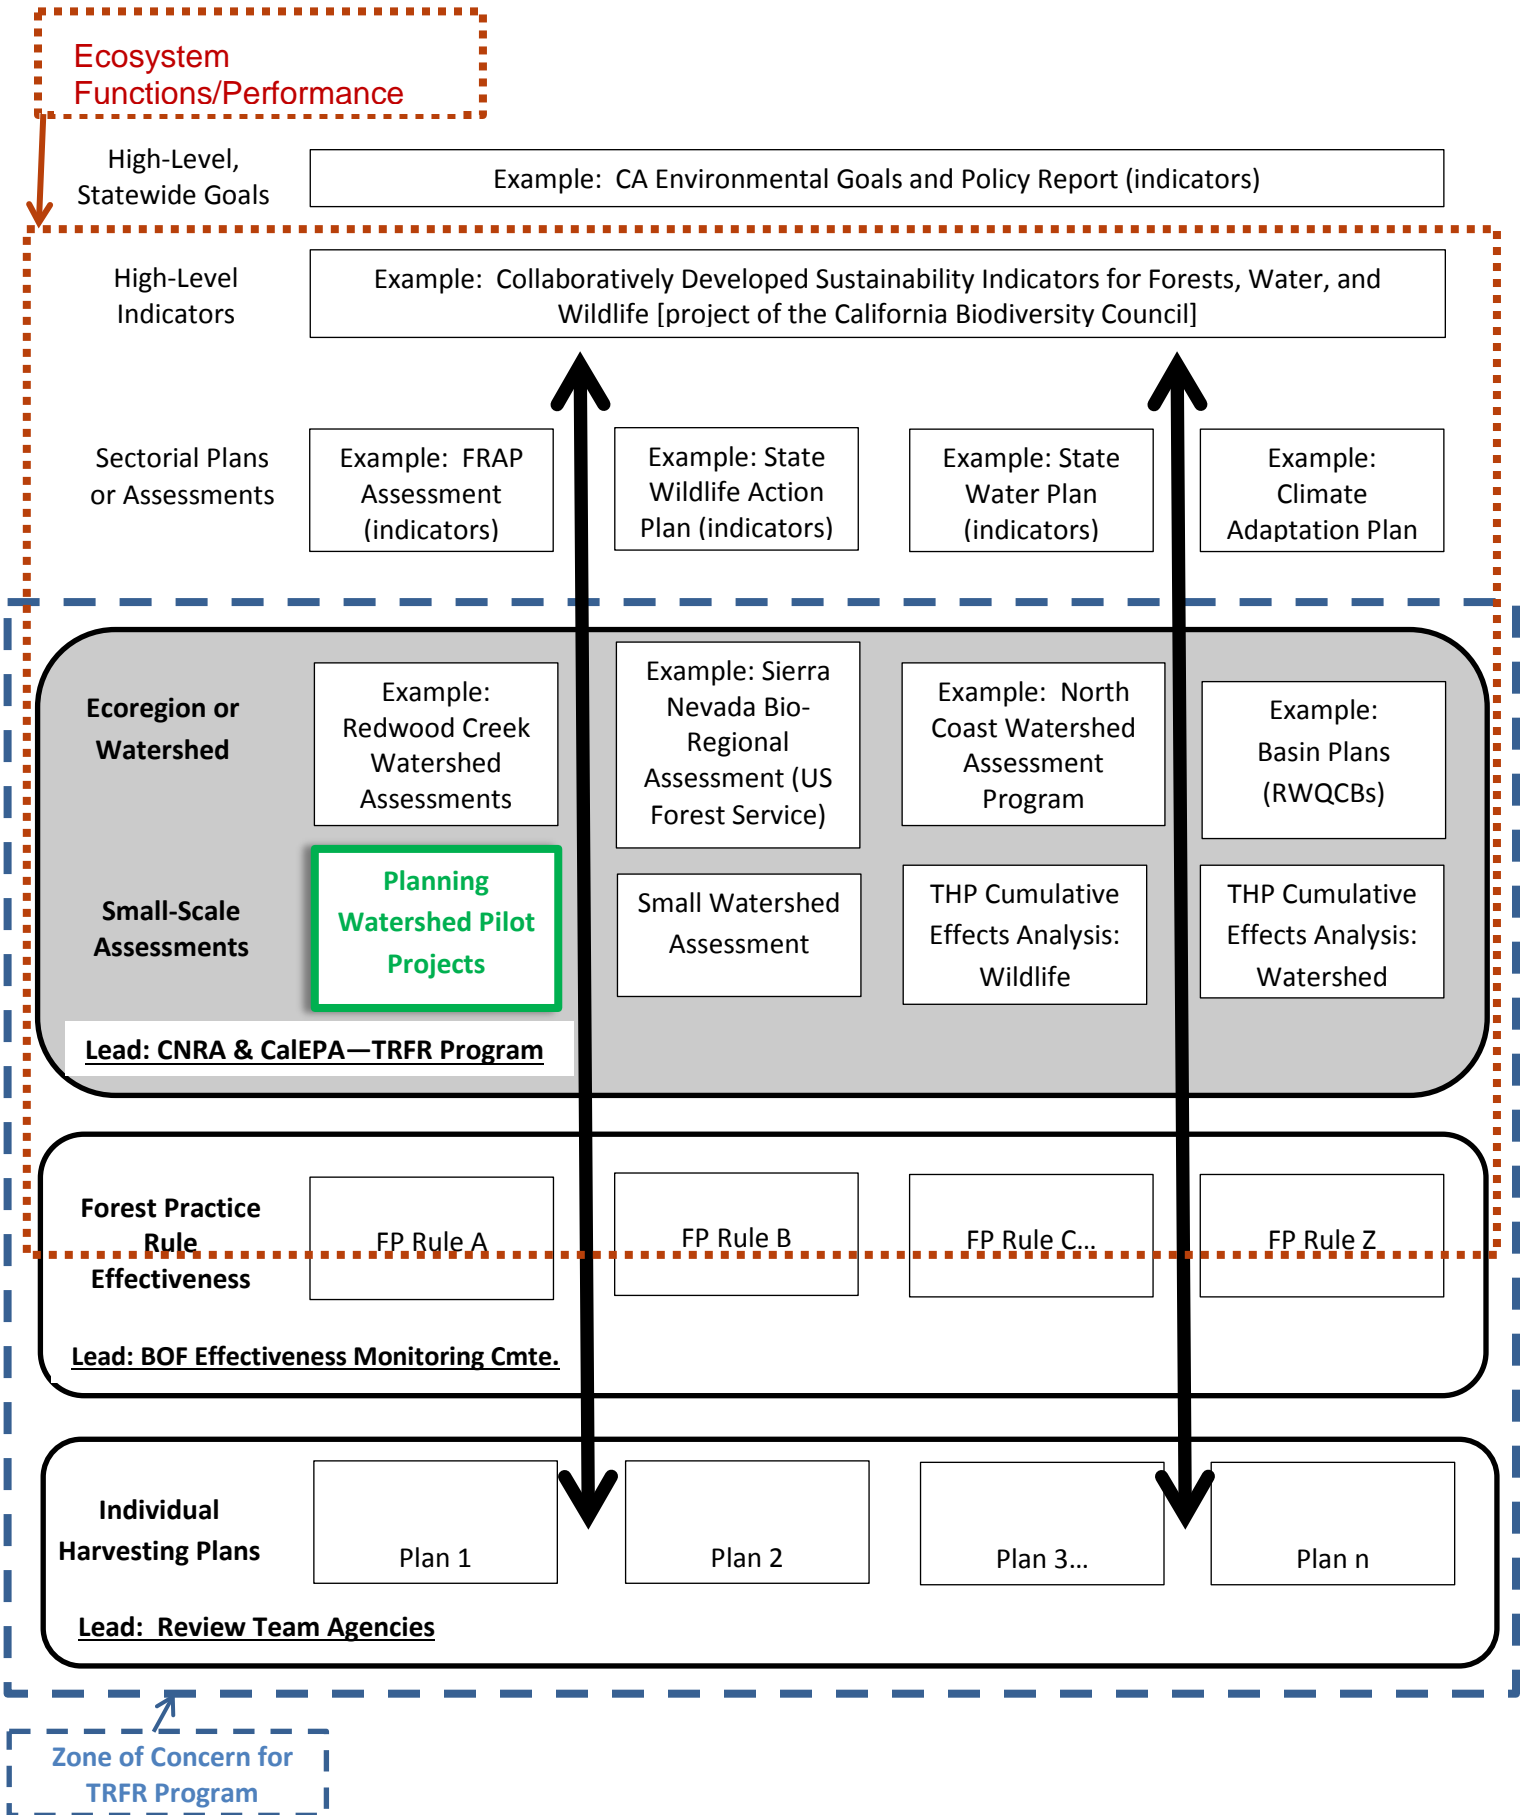 Ecosystem
Functions/Performance
High-Level,
Statewide Goals
Example:  CA Environmental Goals and Policy Report (indicators)
High-Level
Indicators
Example:  Collaboratively Developed Sustainability Indicators for Forests, Water, and
Wildlife [project of the California Biodiversity Council]
Sectorial Plans
or Assessments
Example:  FRAP
Assessment
(indicators)
Example: State
Wildlife Action
Plan (indicators)
Example: State
Water Plan
(indicators)
Example:
Climate
Adaptation Plan
Ecoregion or
Watershed
Example:
Redwood Creek
Watershed
Assessments
Example: Sierra
Nevada Bio-
Regional
Assessment (US
Forest Service)
Example:  North
Coast Watershed
Assessment
Program
Example:
Basin Plans
(RWQCBs)
Small-Scale
Assessments
Planning
Watershed Pilot
Projects
Small Watershed
Assessment
THP Cumulative
Effects Analysis:
Wildlife
THP Cumulative
Effects Analysis:
Watershed
Lead: CNRA & CalEPA—TRFR Program
Forest Practice
Rule
Effectiveness
FP Rule A
FP Rule B
FP Rule C…
FP Rule Z
Lead: BOF Effectiveness Monitoring Cmte.
Individual
Harvesting Plans
Plan 1
Plan 2
Plan 3…
Plan n
Lead:  Review Team Agencies
Zone of Concern for
TRFR Program